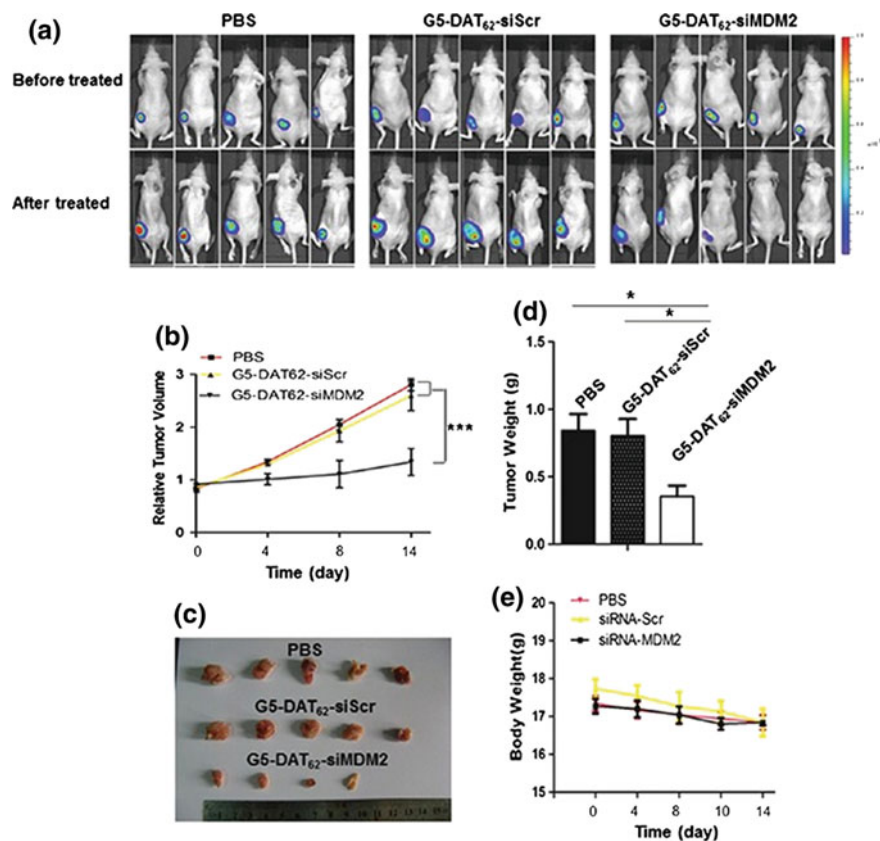 (a)
PBS
G5-DAT₆₂-siScr
G5-DAT₆₂-siMDM2
Before treated
After treated
(b)
PBS
G5-DAT62-siScr
G5-DAT62-siMDM2
***
Relative Tumor Volume
3
2
1
0
0 4 8 14
Time (day)
(c)
PBS
G5-DAT₆₂-siScr
G5-DAT₆₂-siMDM2
(d)
*
*
PBS
G5-DAT₆₂-siScr
G5-DAT₆₂-siMDM2
Tumor Weight (g)
1.5
1.0
0.5
0.0
(e)
PBS
siRNA-Scr
siRNA-MDM2
Body Weight(g)
20
19
18
17
16
15
0 4 8 10 14
Time (day)